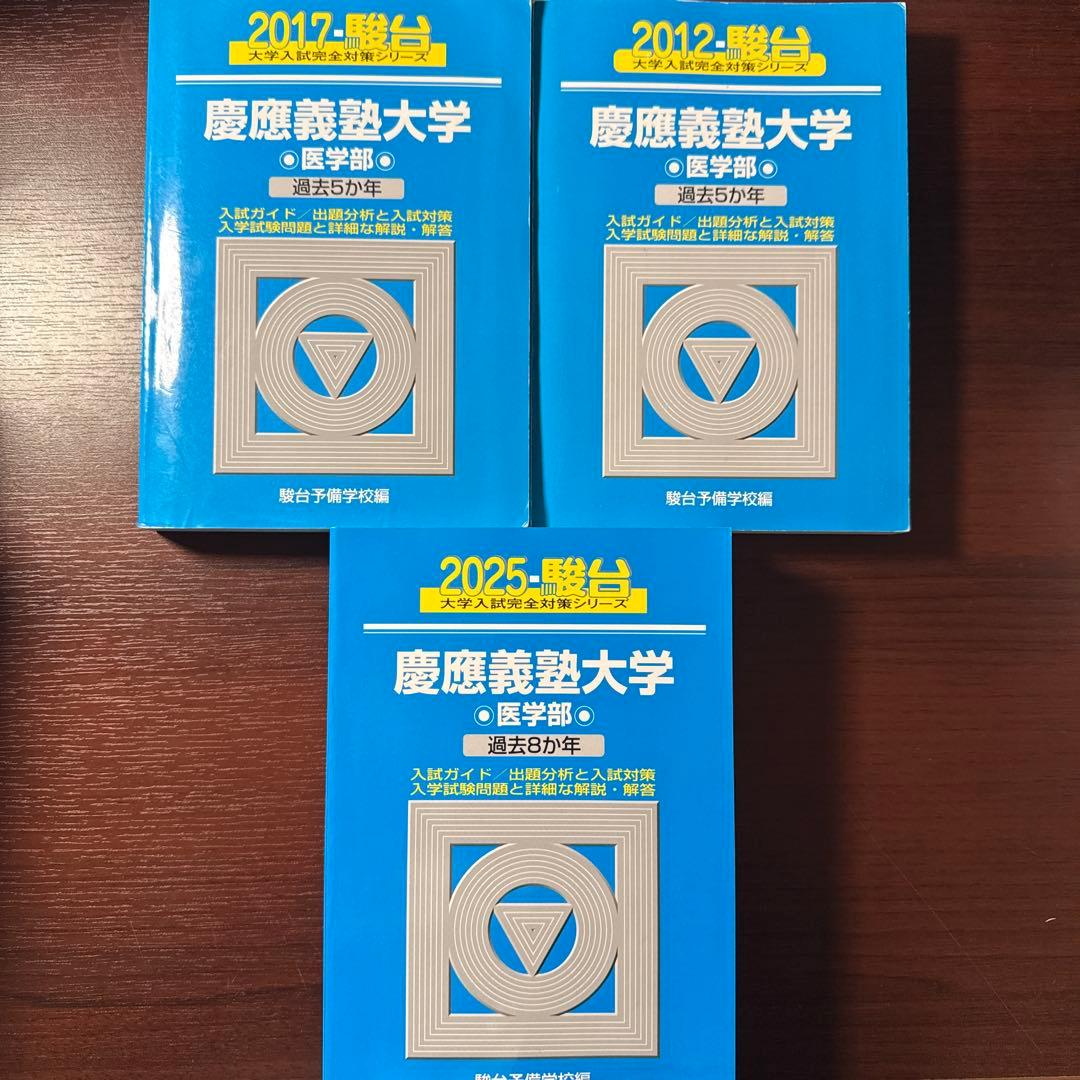 2017-駿台
大学入試完全対策シリーズ
慶應義塾大学
医学部
過去5か年
入試ガイド/出題分析と入試対策
入学試験問題と詳細な解説・解答
駿台予備学校編
2012-駿台
大学入試完全対策シリーズ
慶應義塾大学
医学部
過去5か年
入試ガイド/出題分析と入試対策
入学試験問題と詳細な解説・解答
駿台予備学校編
2025-駿台
大学入試完全対策シリーズ
慶應義塾大学
医学部
過去8か年
入試ガイド/出題分析と入試対策
入学試験問題と詳細な解説・解答
駿台予備学校編